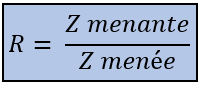 R = Z menante / Z menée